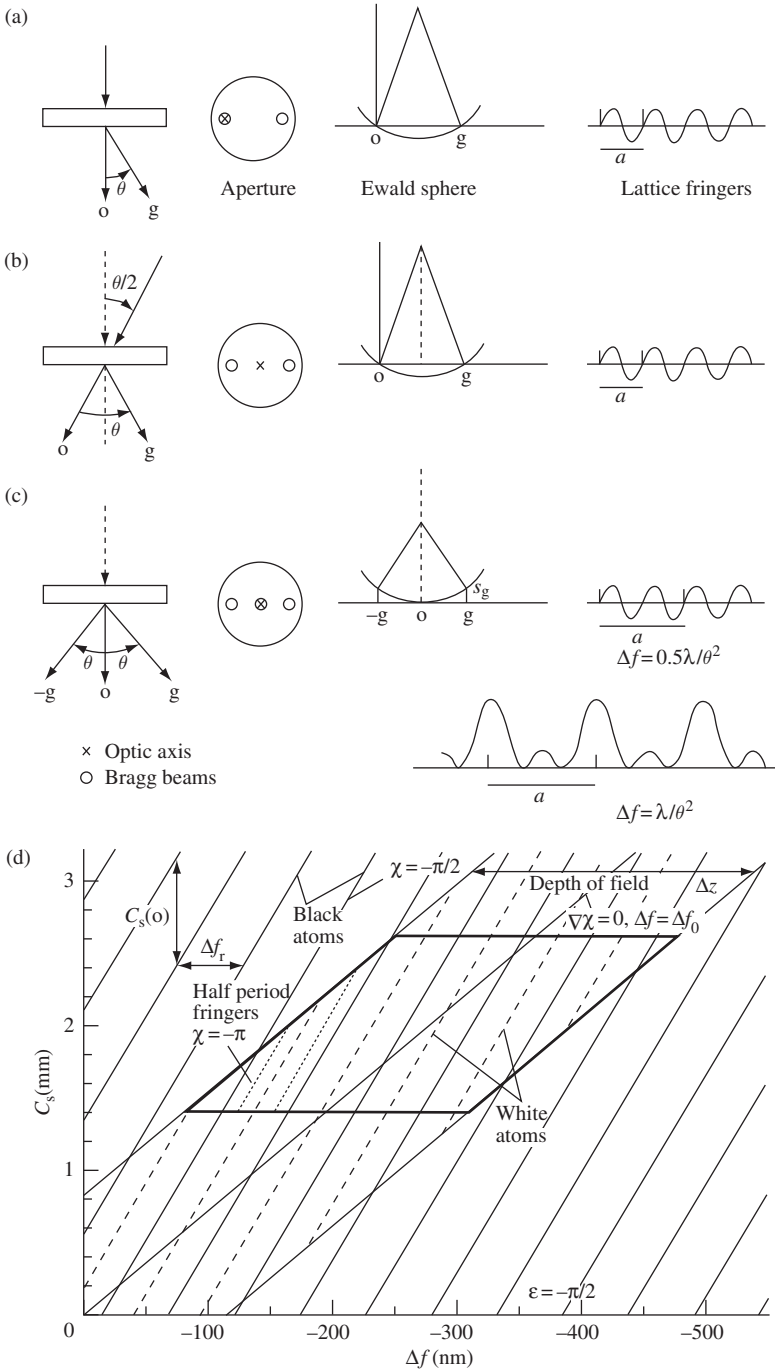 (a)
θ
o
g
Aperture
o
g
Ewald sphere
a
Lattice fringers
(b)
θ/2
θ
o
g
o
g
a
(c)
θ
θ
–g
o
g
–g
o
g
s_g
a
Δf = 0.5λ/θ²
× Optic axis
○ Bragg beams
a
Δf = λ/θ²
(d)
3
2
1
0
C_s(mm)
C_s(o)
Δf_r
Black
atoms
χ = –π/2
Depth of
field
Δz
∇χ = 0, Δf = Δf_0
Half period
fringers
χ = –π
White
atoms
ε = –π/2
–100
–200
–300
–400
–500
Δf (nm)